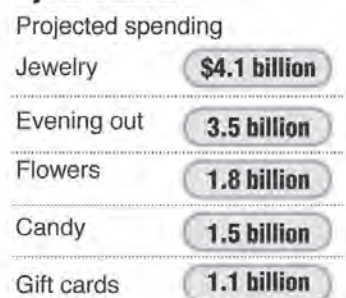 Projected spending
Jewelry $4.1 billion
Evening out 3.5 billion
Flowers 1.8 billion
Candy 1.5 billion
Gift cards 1.1 billion